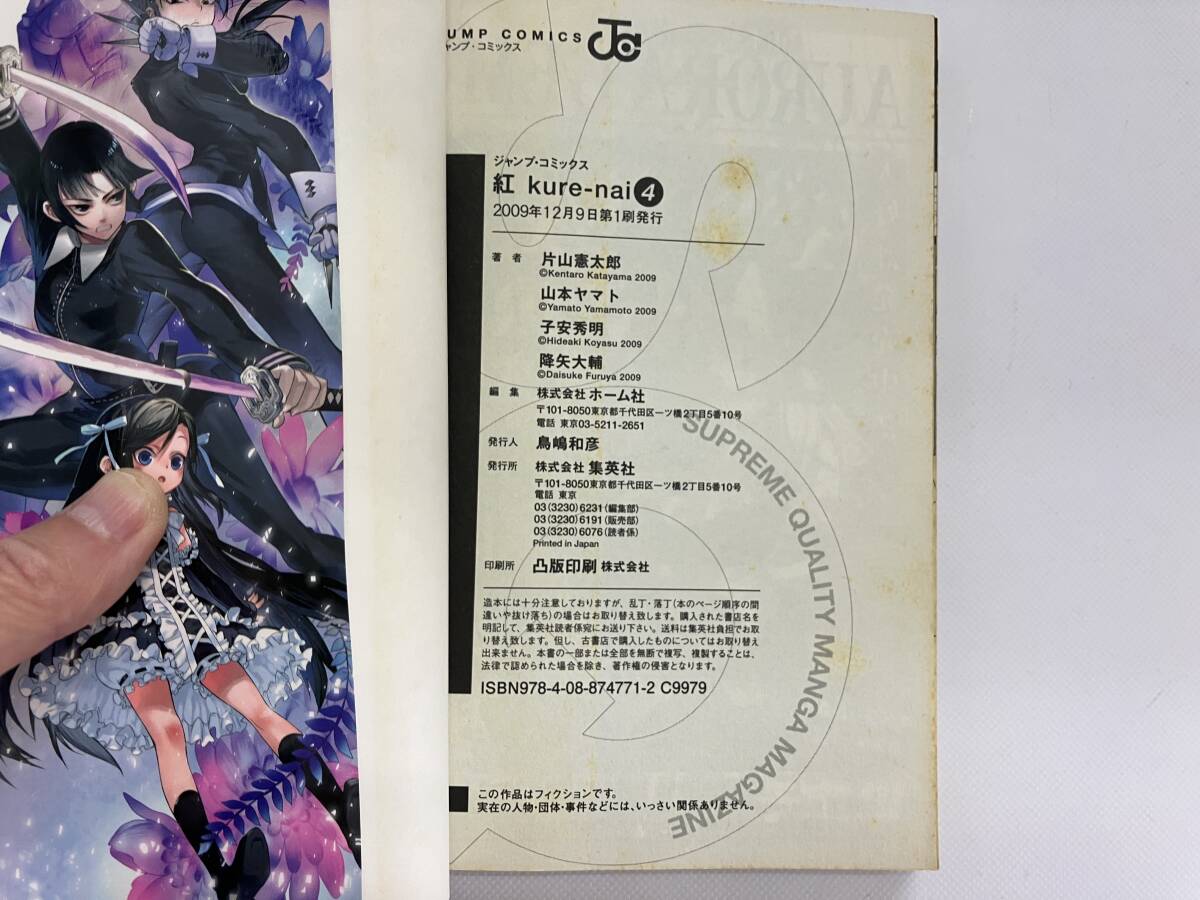 UMP COMICS
ャンプ・コミックス
ジャンプ・コミックス
紅 kure-nai 4
2009年12月9日第1刷発行
著 者 片山憲太郎
©Kentaro Katayama 2009
山本ヤマト
©Yamato Yamamoto 2009
子安秀明
©Hideaki Koyasu 2009
降矢大輔
©Daisuke Furuya 2009
編 集 株式会社 ホーム社
〒101-8050東京都千代田区一ツ橋2丁目5番10号
電話 東京03-5211-2651
発行人 鳥嶋和彦
発行所 株式会社 集英社
〒101-8050東京都千代田区一ツ橋2丁目5番10号
電話 東京
03(3230)6231(編集部)
03(3230)6191(販売部)
03(3230)6076(読者係)
Printed in Japan
印刷所 凸版印刷 株式会社
造本には十分注意しておりますが、乱丁・落丁(本のページ順序の間
違いや抜け落ち)の場合はお取り替え致します。購入された書店名を
明記して、集英社読者係宛にお送り下さい。送料は集英社負担でお取
り替え致します。但し、古書店で購入したものについてはお取り替え
出来ません。本書の一部または全部を無断で複写、複製することは、
法律で認められた場合を除き、著作権の侵害となります。
ISBN978-4-08-874771-2 C9979
この作品はフィクションです。
実在の人物・団体・事件などには、いっさい関係ありません。
SUPREME QUALITY MANGA MAGAZINE